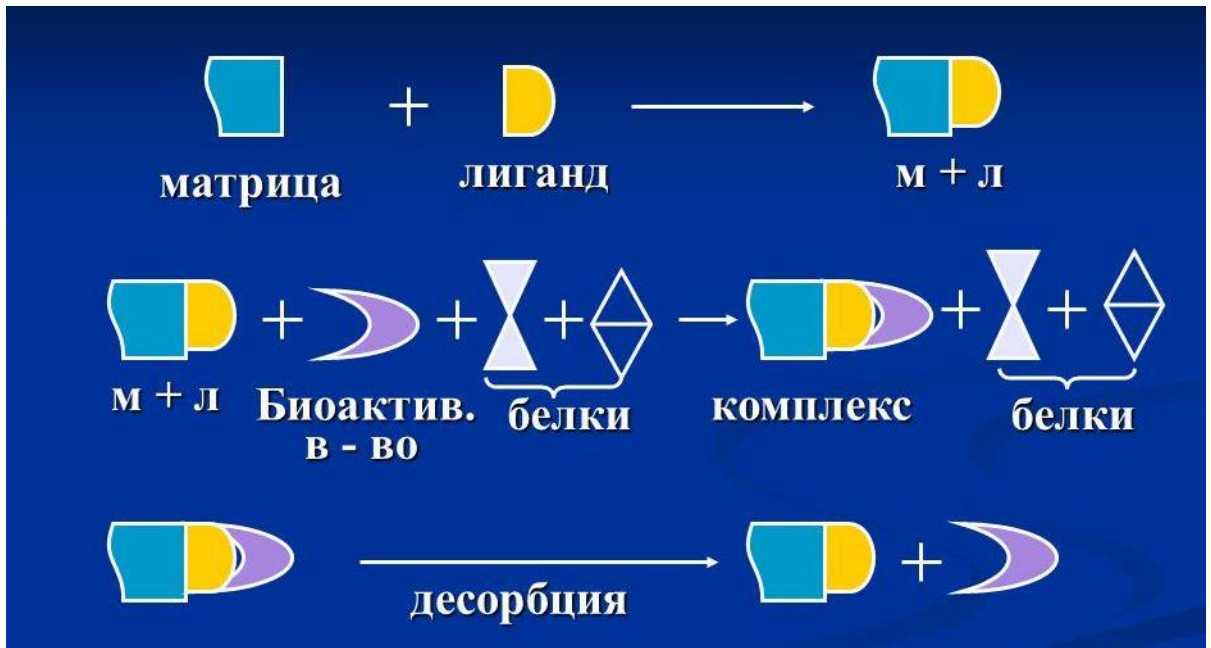 матрица
лиганд
м + л
м + л
Биоактив.
в - во
белки
комплекс
белки
десорбция